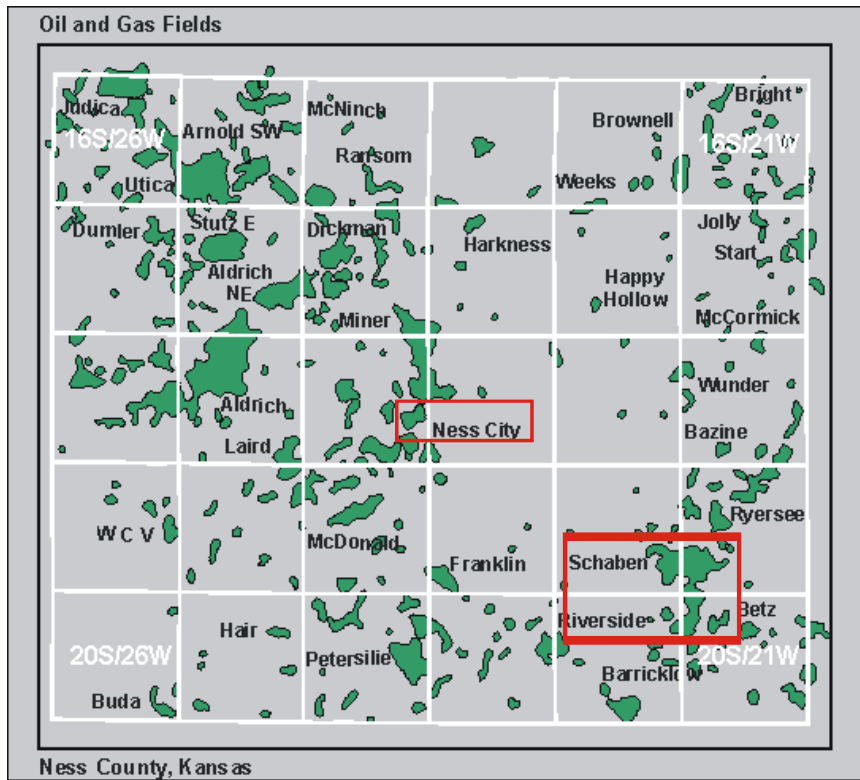 Oil and Gas Fields
Judica
McNinch
Bright
16S/26W
Arnold SW
Brownell
16S/21W
Ransom
Utica
Weeks
Dumler
Stutz E
Dickman
Harkness
Jolly
Start
Aldrich
NE
Happy
Hollow
Miner
McCormick
Aldrich
Wunder
Ness City
Bazine
Laird
W C V
McDonald
Ryersee
Franklin
Schaben
Hair
Riverside
Betz
20S/26W
Petersilie
20S/21W
Barricklow
Buda
Ness County, Kansas